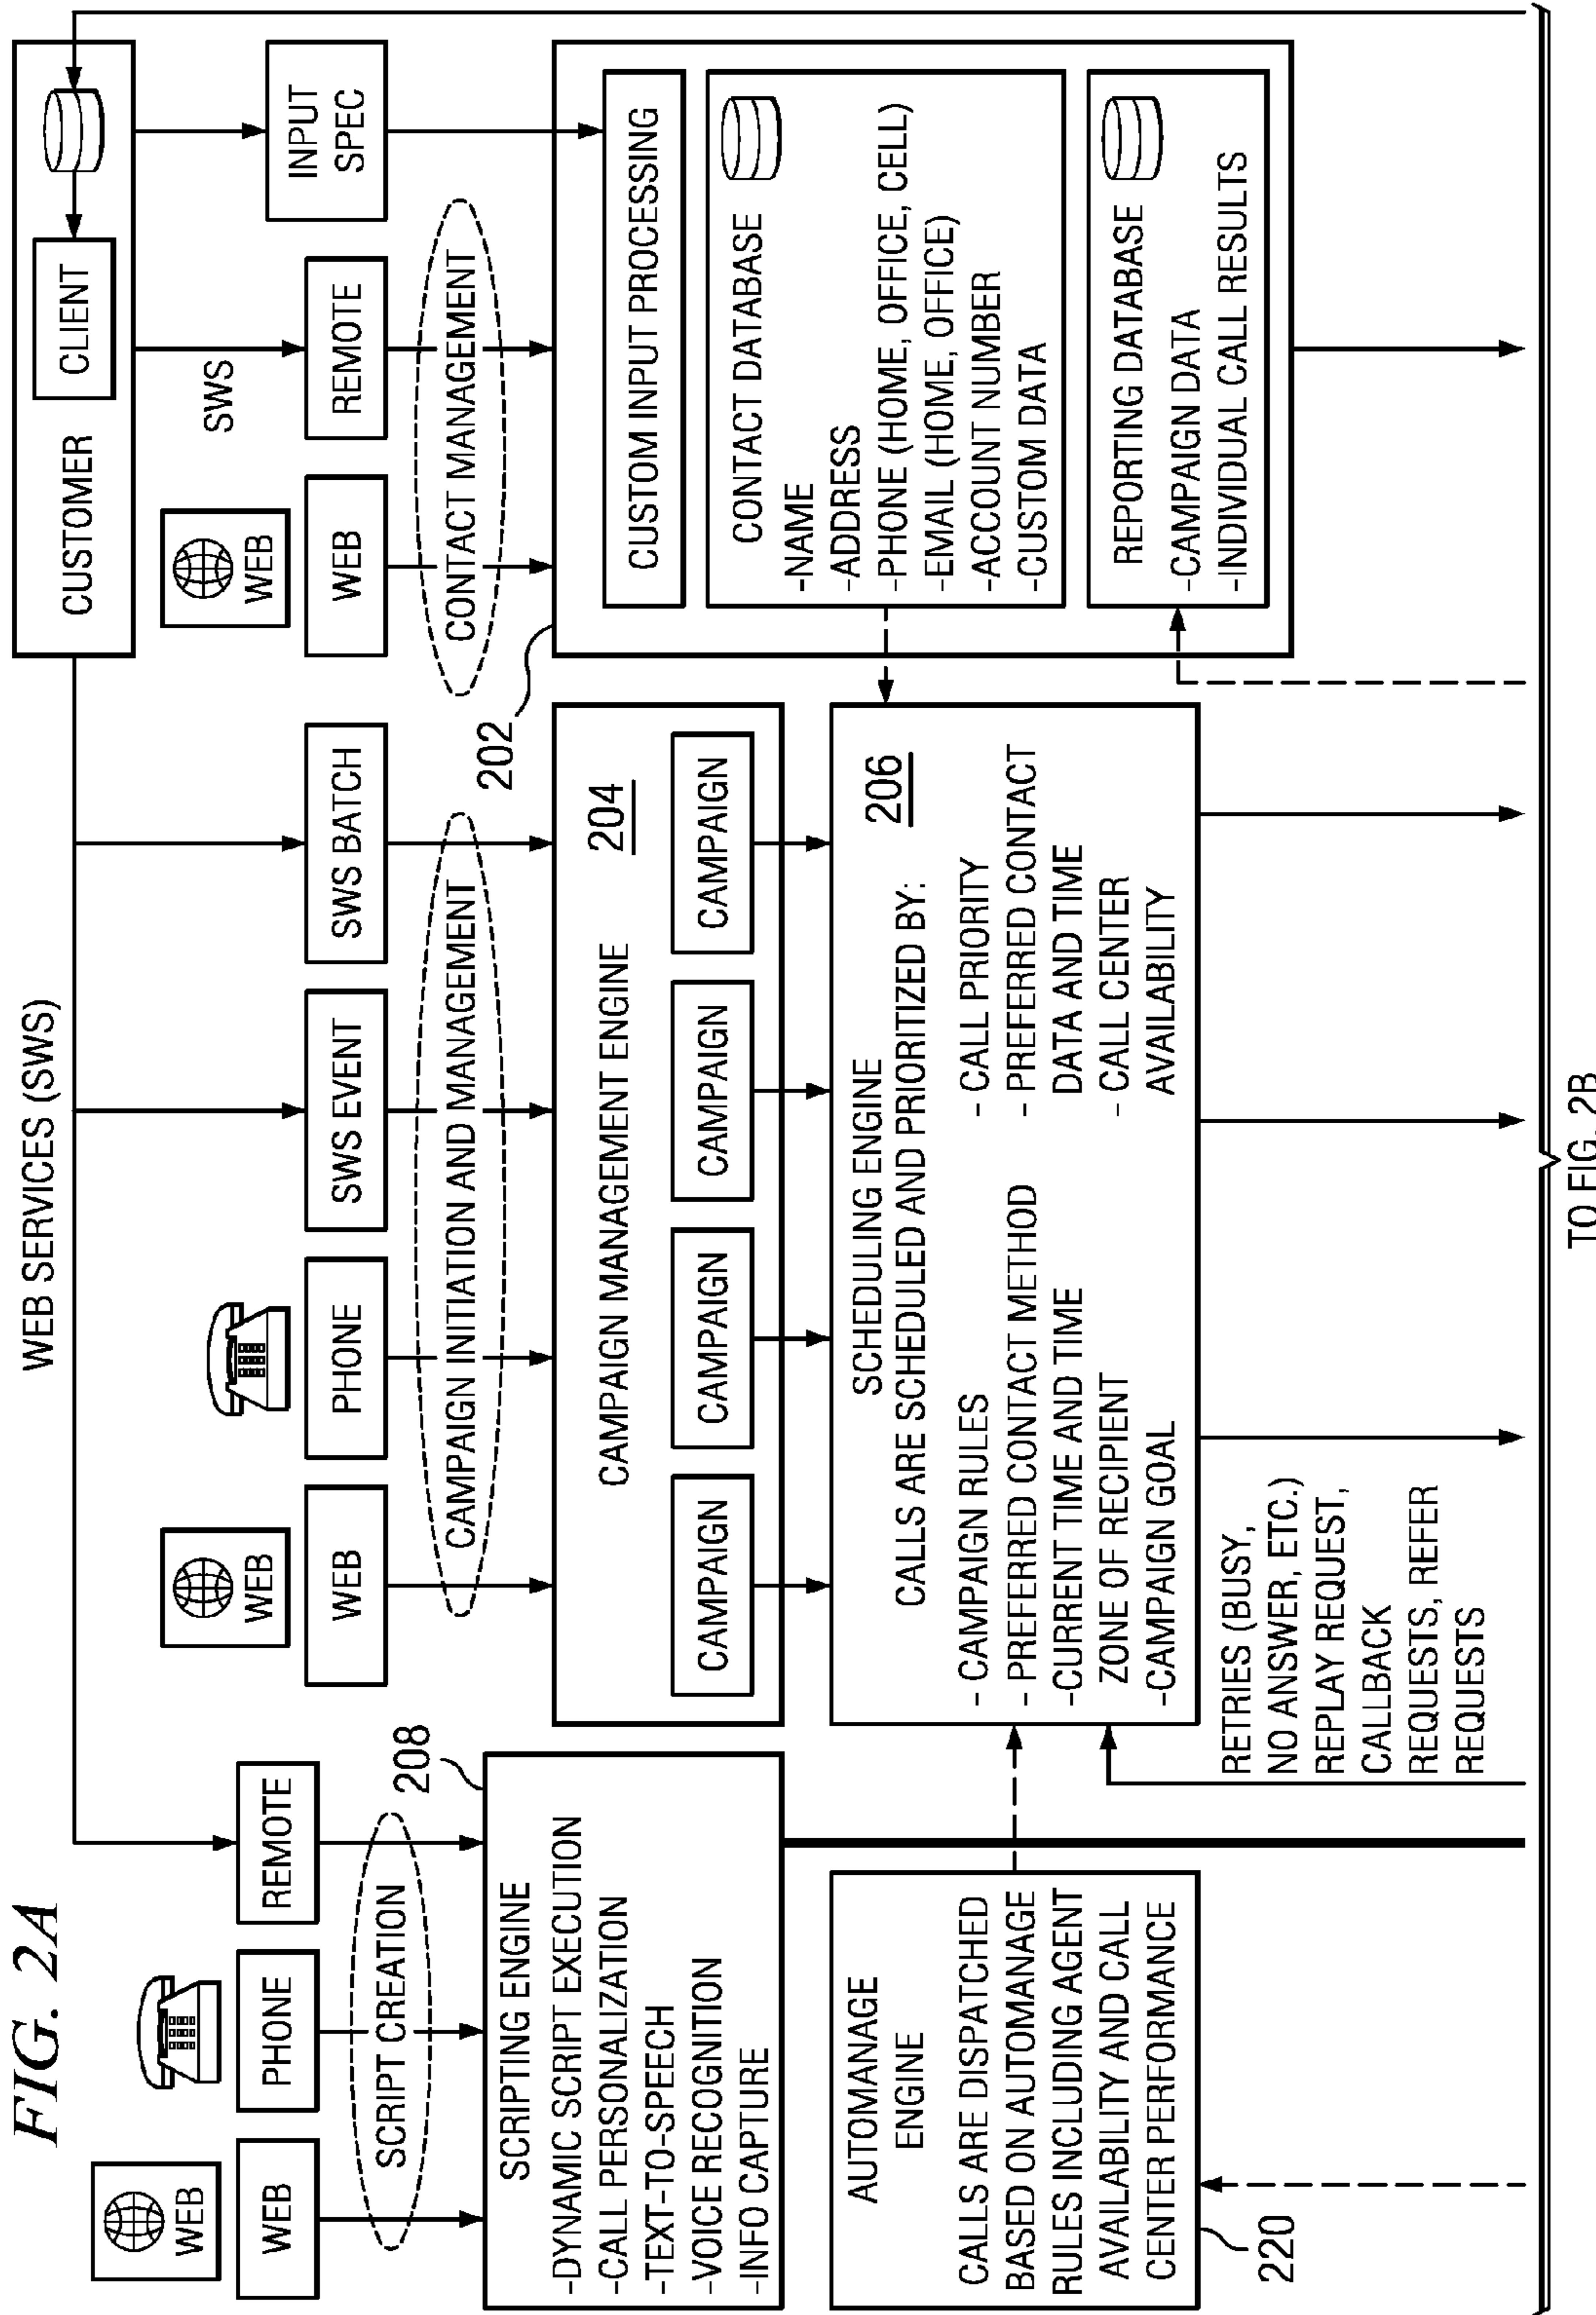 FIG. 2A
WEB SERVICES (SWS)
CUSTOMER
CLIENT
WEB
WEB
PHONE
REMOTE
SCRIPT CREATION
208
SCRIPTING ENGINE
-DYNAMIC SCRIPT EXECUTION
-CALL PERSONALIZATION
-TEXT-TO-SPEECH
-VOICE RECOGNITION
-INFO CAPTURE
AUTOMANAGE
ENGINE
CALLS ARE DISPATCHED
BASED ON AUTOMANAGE
RULES INCLUDING AGENT
AVAILABILITY AND CALL
CENTER PERFORMANCE
220
WEB
WEB
PHONE
SWS EVENT
SWS BATCH
CAMPAIGN INITIATION AND MANAGEMENT
CAMPAIGN MANAGEMENT ENGINE
204
CAMPAIGN
CAMPAIGN
CAMPAIGN
CAMPAIGN
SCHEDULING ENGINE
206
CALLS ARE SCHEDULED AND PRIORITIZED BY:
- CAMPAIGN RULES
- PREFERRED CONTACT METHOD
-CURRENT TIME AND TIME
ZONE OF RECIPIENT
-CAMPAIGN GOAL
- CALL PRIORITY
- PREFERRED CONTACT
DATA AND TIME
- CALL CENTER
AVAILABILITY
RETRIES (BUSY,
NO ANSWER, ETC.)
REPLAY REQUEST,
CALLBACK
REQUESTS, REFER
REQUESTS
WEB
WEB
SWS
REMOTE
INPUT
SPEC
CONTACT MANAGEMENT
202
CUSTOM INPUT PROCESSING
CONTACT DATABASE
-NAME
-ADDRESS
-PHONE (HOME, OFFICE, CELL)
-EMAIL (HOME, OFFICE)
-ACCOUNT NUMBER
-CUSTOM DATA
REPORTING DATABASE
-CAMPAIGN DATA
-INDIVIDUAL CALL RESULTS
TO FIG. 2B